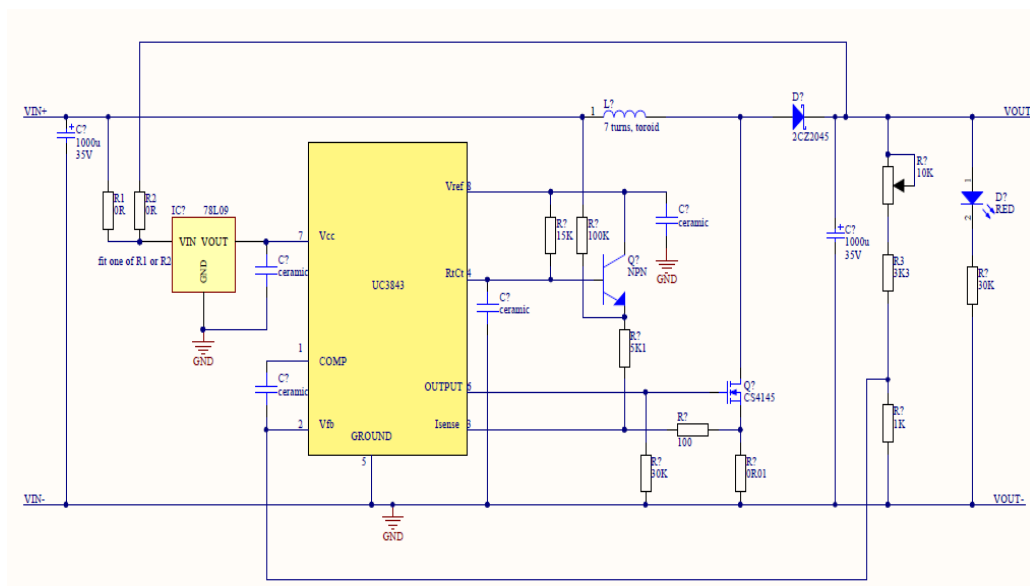 VIN+
C?
1000u
35V
R1
0R
R2
0R
fit one of R1 or R2
IC?
78L09
VIN VOUT
GND
GND
C?
ceramic
C?
ceramic
7
Vcc
1
COMP
2
Vfb
GROUND
5
UC3843
Vref
8
RtCt
4
OUTPUT
6
Isense
3
GND
C?
ceramic
R?
15K
R?
100K
Q?
NPN
C?
ceramic
GND
R?
5K1
R?
100
R?
30K
1
L?
7 turns, toroid
Q?
CS4145
R?
0R01
D?
2CZ2045
C?
1000u
35V
R?
10K
R3
3K3
R?
1K
1
D?
RED
2
R?
30K
VOUT
VIN-
VOUT-